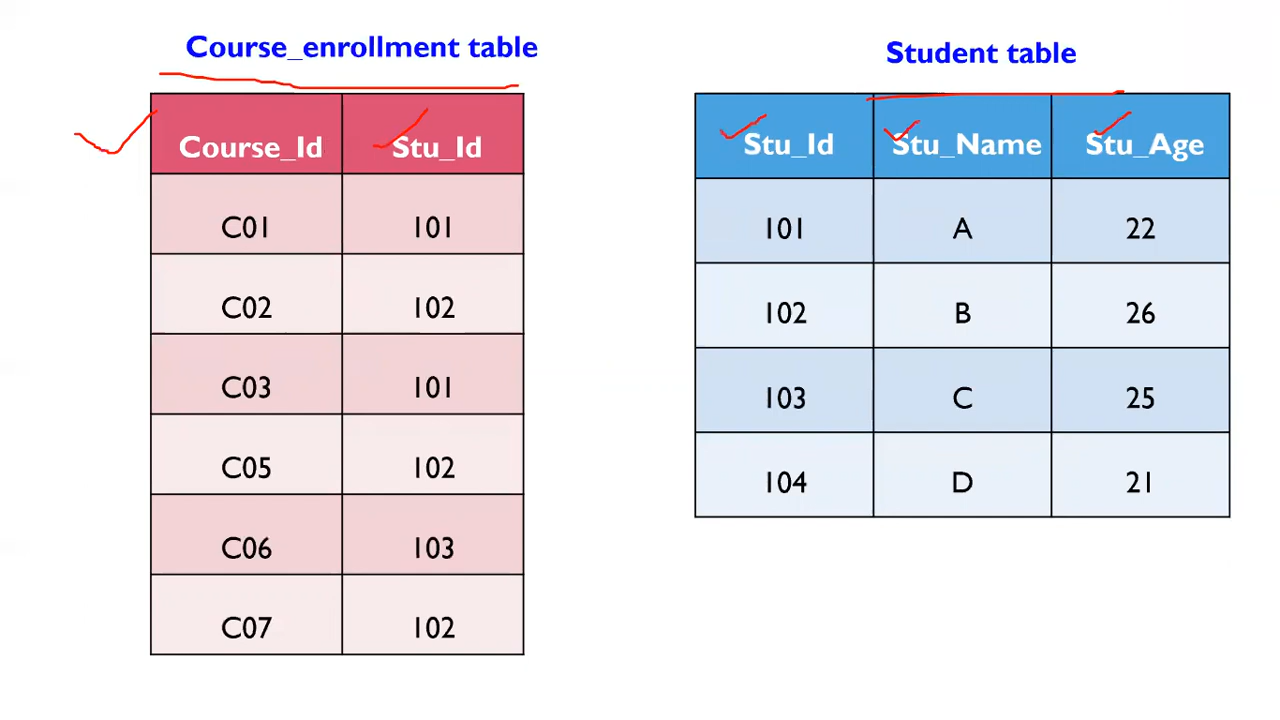 Course_enrollment table
Course_Id Stu_Id
C01 101
C02 102
C03 101
C05 102
C06 103
C07 102
Student table
Stu_Id Stu_Name Stu_Age
101 A 22
102 B 26
103 C 25
104 D 21